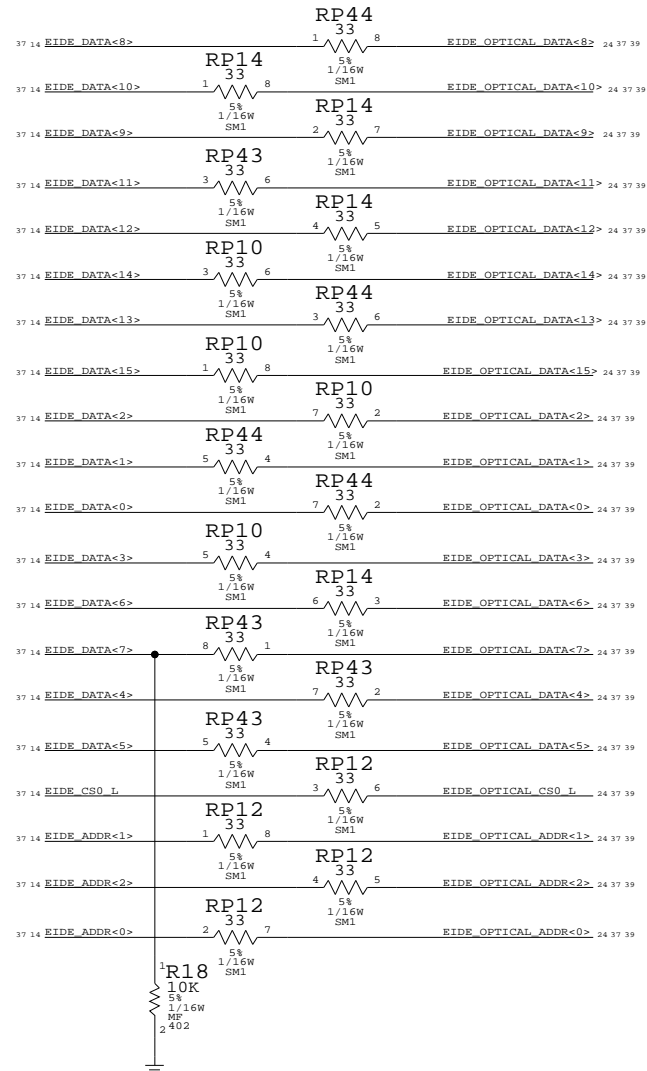 RP44
33
37 14 EIDE_DATA<8> 1 8 EIDE_OPTICAL_DATA<8> 24 37 39
5%
1/16W
SM1
RP14
33
37 14 EIDE_DATA<10> 1 8 EIDE_OPTICAL_DATA<10> 24 37 39
5%
1/16W
SM1
RP14
33
37 14 EIDE_DATA<9> 2 7 EIDE_OPTICAL_DATA<9> 24 37 39
5%
1/16W
SM1
RP43
33
37 14 EIDE_DATA<11> 3 6 EIDE_OPTICAL_DATA<11> 24 37 39
5%
1/16W
SM1
RP14
33
37 14 EIDE_DATA<12> 4 5 EIDE_OPTICAL_DATA<12> 24 37 39
5%
1/16W
SM1
RP10
33
37 14 EIDE_DATA<14> 3 6 EIDE_OPTICAL_DATA<14> 24 37 39
5%
1/16W
SM1
RP44
33
37 14 EIDE_DATA<13> 3 6 EIDE_OPTICAL_DATA<13> 24 37 39
5%
1/16W
SM1
RP10
33
37 14 EIDE_DATA<15> 1 8 EIDE_OPTICAL_DATA<15> 24 37 39
5%
1/16W
SM1
RP10
33
37 14 EIDE_DATA<2> 7 2 EIDE_OPTICAL_DATA<2> 24 37 39
5%
1/16W
SM1
RP44
33
37 14 EIDE_DATA<1> 5 4 EIDE_OPTICAL_DATA<1> 24 37 39
5%
1/16W
SM1
RP44
33
37 14 EIDE_DATA<0> 7 2 EIDE_OPTICAL_DATA<0> 24 37 39
5%
1/16W
SM1
RP10
33
37 14 EIDE_DATA<3> 5 4 EIDE_OPTICAL_DATA<3> 24 37 39
5%
1/16W
SM1
RP14
33
37 14 EIDE_DATA<6> 6 3 EIDE_OPTICAL_DATA<6> 24 37 39
5%
1/16W
SM1
RP43
33
37 14 EIDE_DATA<7> 8 1 EIDE_OPTICAL_DATA<7> 24 37 39
5%
1/16W
SM1
RP43
33
37 14 EIDE_DATA<4> 7 2 EIDE_OPTICAL_DATA<4> 24 37 39
5%
1/16W
SM1
RP43
33
37 14 EIDE_DATA<5> 5 4 EIDE_OPTICAL_DATA<5> 24 37 39
5%
1/16W
SM1
RP12
33
37 14 EIDE_CS0_L 3 6 EIDE_OPTICAL_CS0_L 24 37 39
5%
1/16W
SM1
RP12
33
37 14 EIDE_ADDR<1> 1 8 EIDE_OPTICAL_ADDR<1> 24 37 39
5%
1/16W
SM1
RP12
33
37 14 EIDE_ADDR<2> 4 5 EIDE_OPTICAL_ADDR<2> 24 37 39
5%
1/16W
SM1
RP12
33
37 14 EIDE_ADDR<0> 2 7 EIDE_OPTICAL_ADDR<0> 24 37 39
5%
1/16W
SM1
1 R18
10K
5%
1/16W
MF
2 402